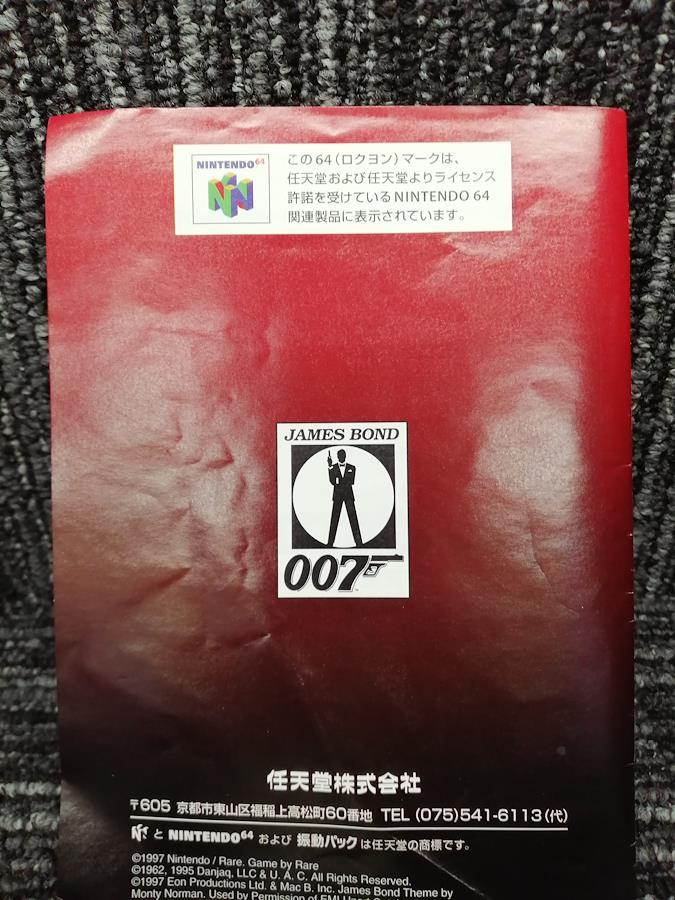 NINTENDO64
この64（ロクヨン）マークは、
任天堂および任天堂よりライセンス
許諾を受けているNINTENDO 64
関連製品に表示されています。
JAMES BOND
007
TM
任天堂株式会社
〒605 京都市東山区福稲上高松町60番地 TEL (075)541-6113(代)
と NINTENDO64 および 振動パック は任天堂の商標です。
©1997 Nintendo / Rare. Game by Rare
©1962, 1995 Danjaq, LLC & U. A. C. All Rights Reserved.
©1997 Eon Productions Ltd. & Mac B. Inc. James Bond Theme by
Monty Norman. Used by Permission of EMI